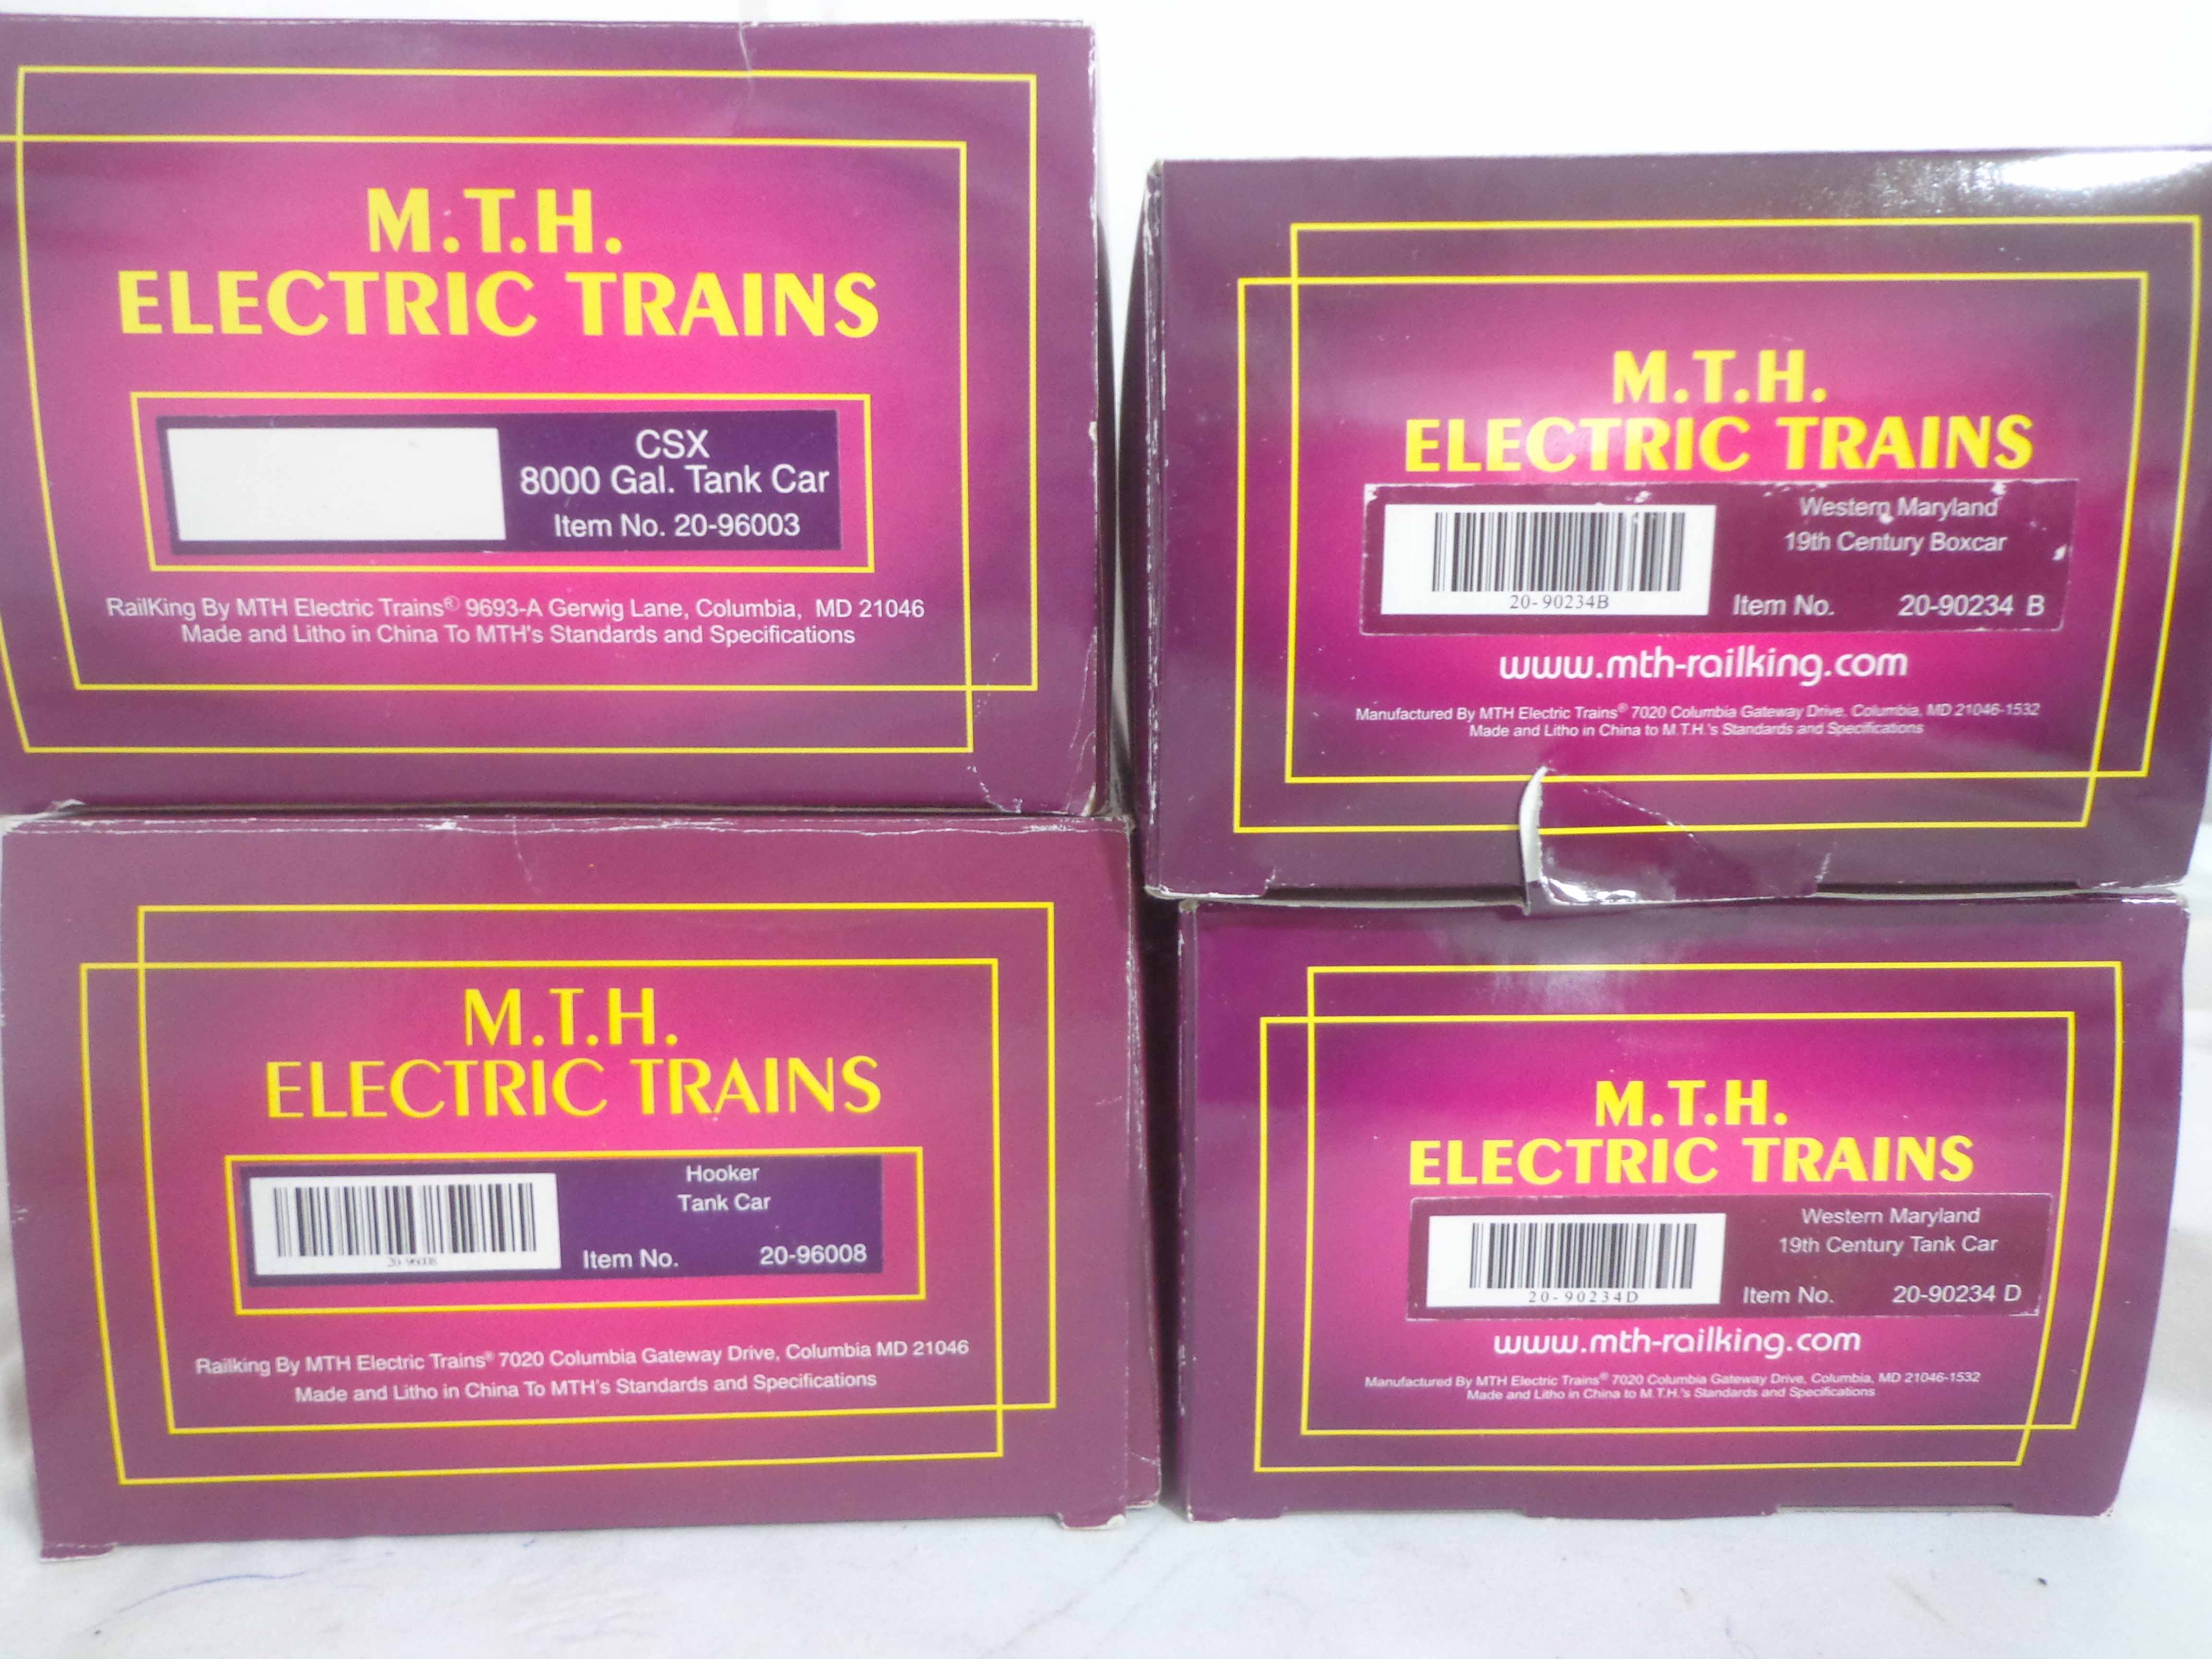 M.T.H.
ELECTRIC TRAINS
CSX
8000 Gal. Tank Car
Item No. 20-96003
RailKing By MTH Electric Trains® 9693-A Gerwig Lane, Columbia, MD 21046
Made and Litho in China To MTH's Standards and Specifications
M.T.H.
ELECTRIC TRAINS
Western Maryland
19th Century Boxcar
20-90234B
Item No. 20-90234 B
www.mth-railking.com
Manufactured By MTH Electric Trains® 7020 Columbia Gateway Drive, Columbia, MD 21046-1532
Made and Litho in China to M.T.H.'s Standards and Specifications
M.T.H.
ELECTRIC TRAINS
Hooker
Tank Car
20-96008
Item No. 20-96008
Railking By MTH Electric Trains® 7020 Columbia Gateway Drive, Columbia MD 21046
Made and Litho in China To MTH's Standards and Specifications
M.T.H.
ELECTRIC TRAINS
Western Maryland
19th Century Tank Car
20-90234D
Item No. 20-90234 D
www.mth-railking.com
Manufactured By MTH Electric Trains® 7020 Columbia Gateway Drive, Columbia, MD 21046-1532
Made and Litho in China to M.T.H.'s Standards and Specifications